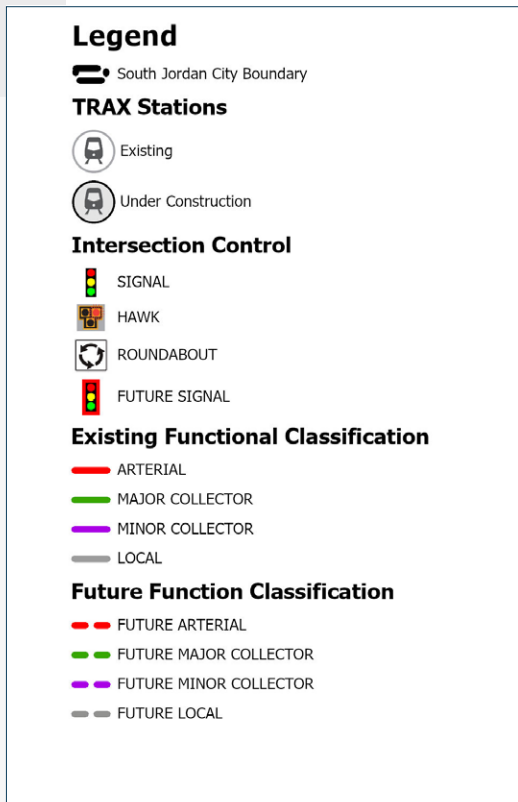 Legend
South Jordan City Boundary
TRAX Stations
Existing
Under Construction
Intersection Control
SIGNAL
HAWK
ROUNDABOUT
FUTURE SIGNAL
Existing Functional Classification
ARTERIAL
MAJOR COLLECTOR
MINOR COLLECTOR
LOCAL
Future Function Classification
FUTURE ARTERIAL
FUTURE MAJOR COLLECTOR
FUTURE MINOR COLLECTOR
FUTURE LOCAL